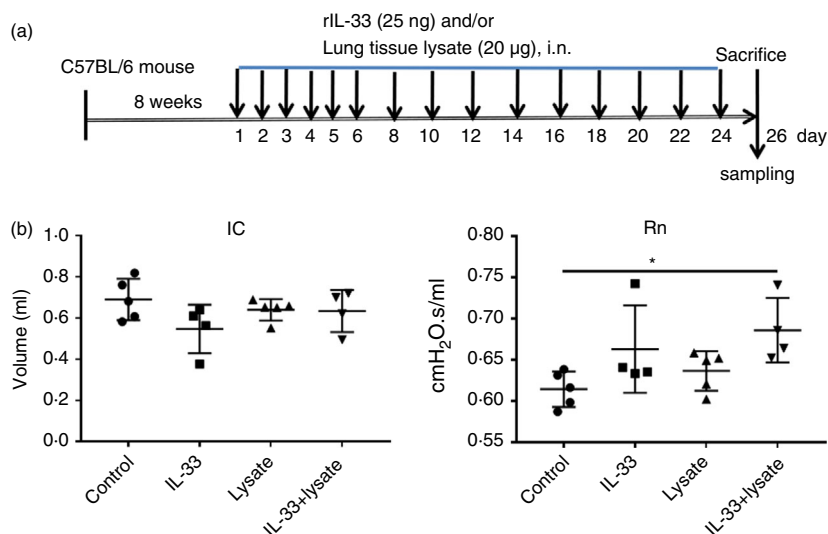 (a)
rIL-33 (25 ng) and/or
Lung tissue lysate (20 µg), i.n.
Sacrifice
C57BL/6 mouse
8 weeks
1 2 3 4 5 6 8 10 12 14 16 18 20 22 24 26 day
sampling
(b)
IC
Volume (ml)
1·0
0·8
0·6
0·4
0·2
0·0
Control
IL-33
Lysate
IL-33+lysate
Rn
*
cmH2O.s/ml
0·80
0·75
0·70
0·65
0·60
0·55
Control
IL-33
Lysate
IL-33+lysate